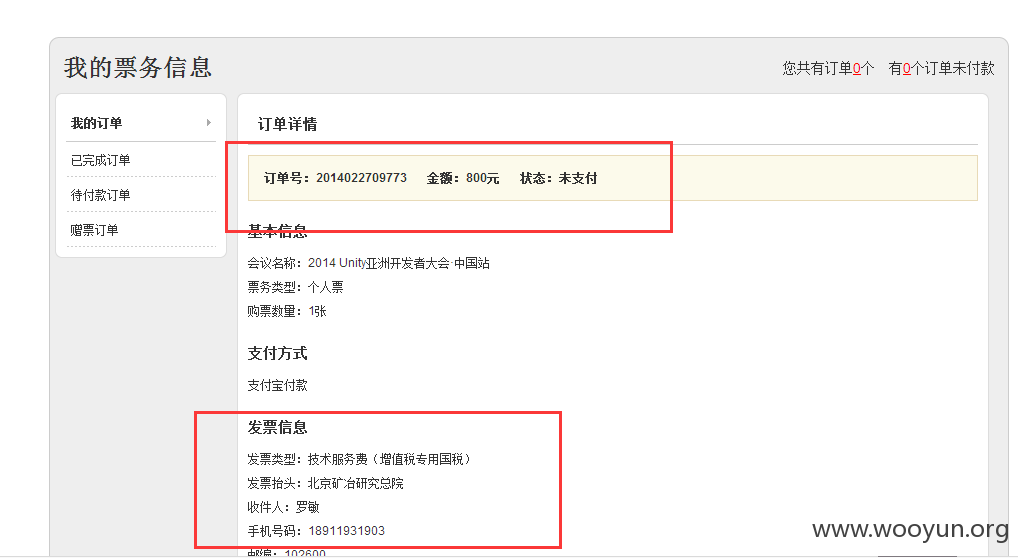 我的票务信息
您共有订单0个 有0个订单未付款
我的订单
已完成订单
待付款订单
赠票订单
订单详情
订单号：2014022709773 金额：800元 状态：未支付
基本信息
会议名称：2014 Unity亚洲开发者大会·中国站
票务类型：个人票
购票数量：1张
支付方式
支付宝付款
发票信息
发票类型：技术服务费（增值税专用国税）
发票抬头：北京矿冶研究总院
收件人：罗敏
手机号码：18911931903
邮编：102600
www.wooyun.org